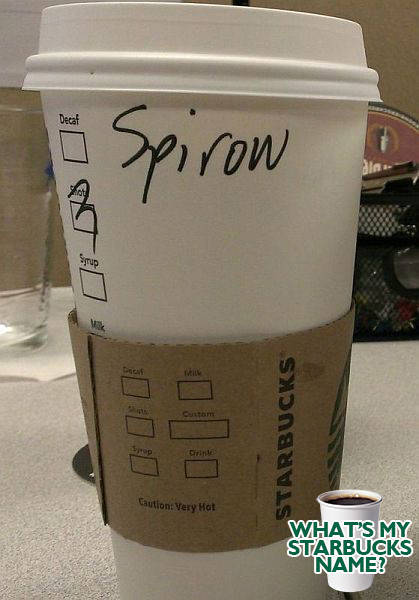 Decaf
Spirow
Shots
3
Syrup
Milk
Decaf
Milk
Shots
Custom
Syrup
Drink
Caution: Very Hot
STARBUCKS®
WHAT'S MY
STARBUCKS
NAME?